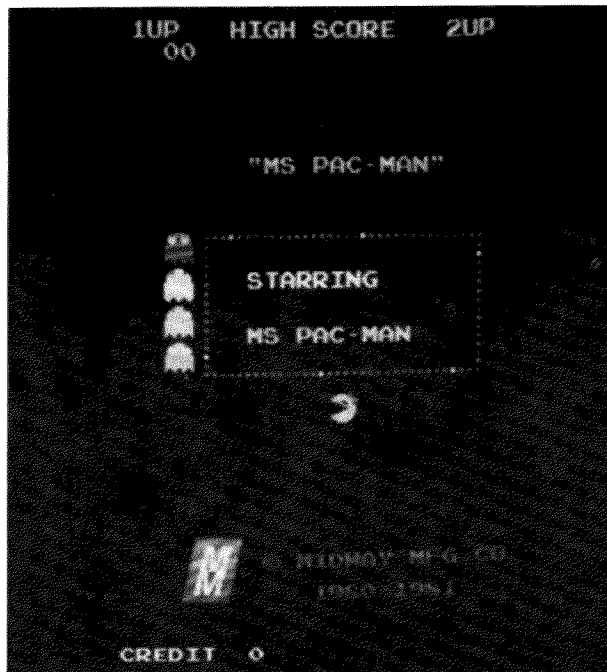 1UP HIGH SCORE 2UP
00
"MS PAC-MAN"
STARRING
MS PAC-MAN
© MIDWAY MFG CO
1980 1981
CREDIT 0